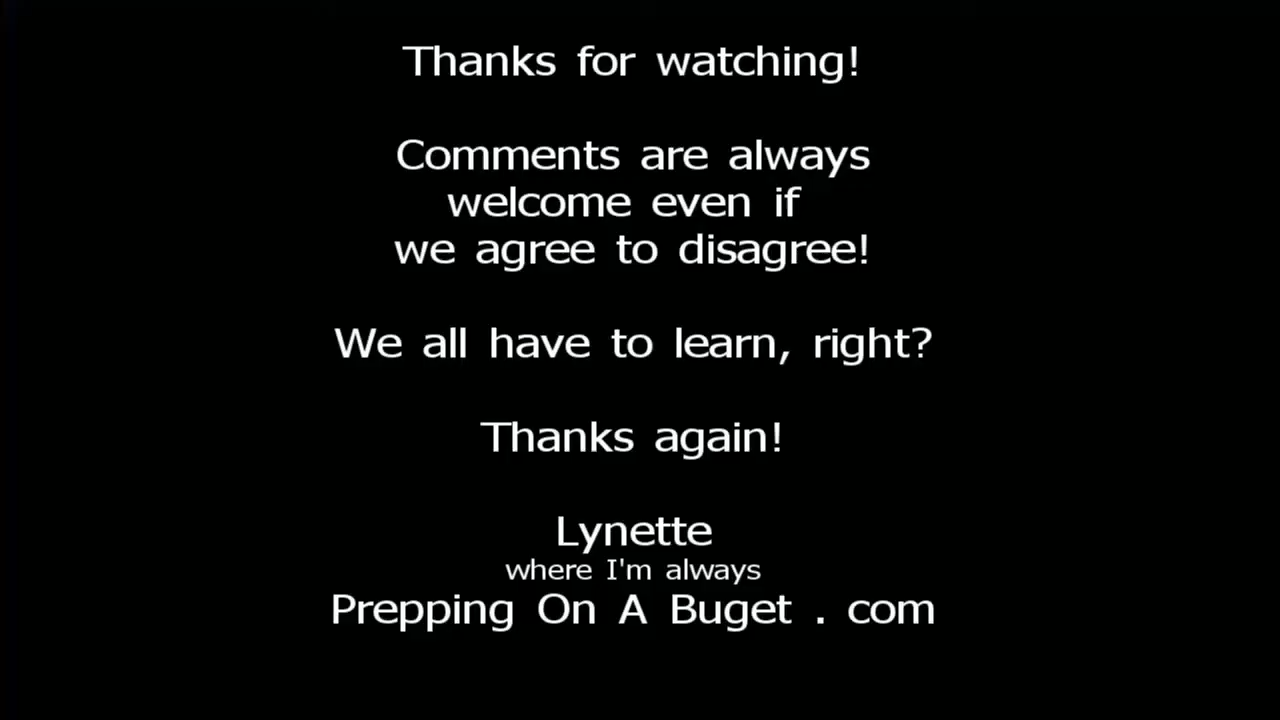 Thanks for watching!
Comments are always
welcome even if
we agree to disagree!
We all have to learn, right?
Thanks again!
Lynette
where I'm always
Prepping On A Buget . com